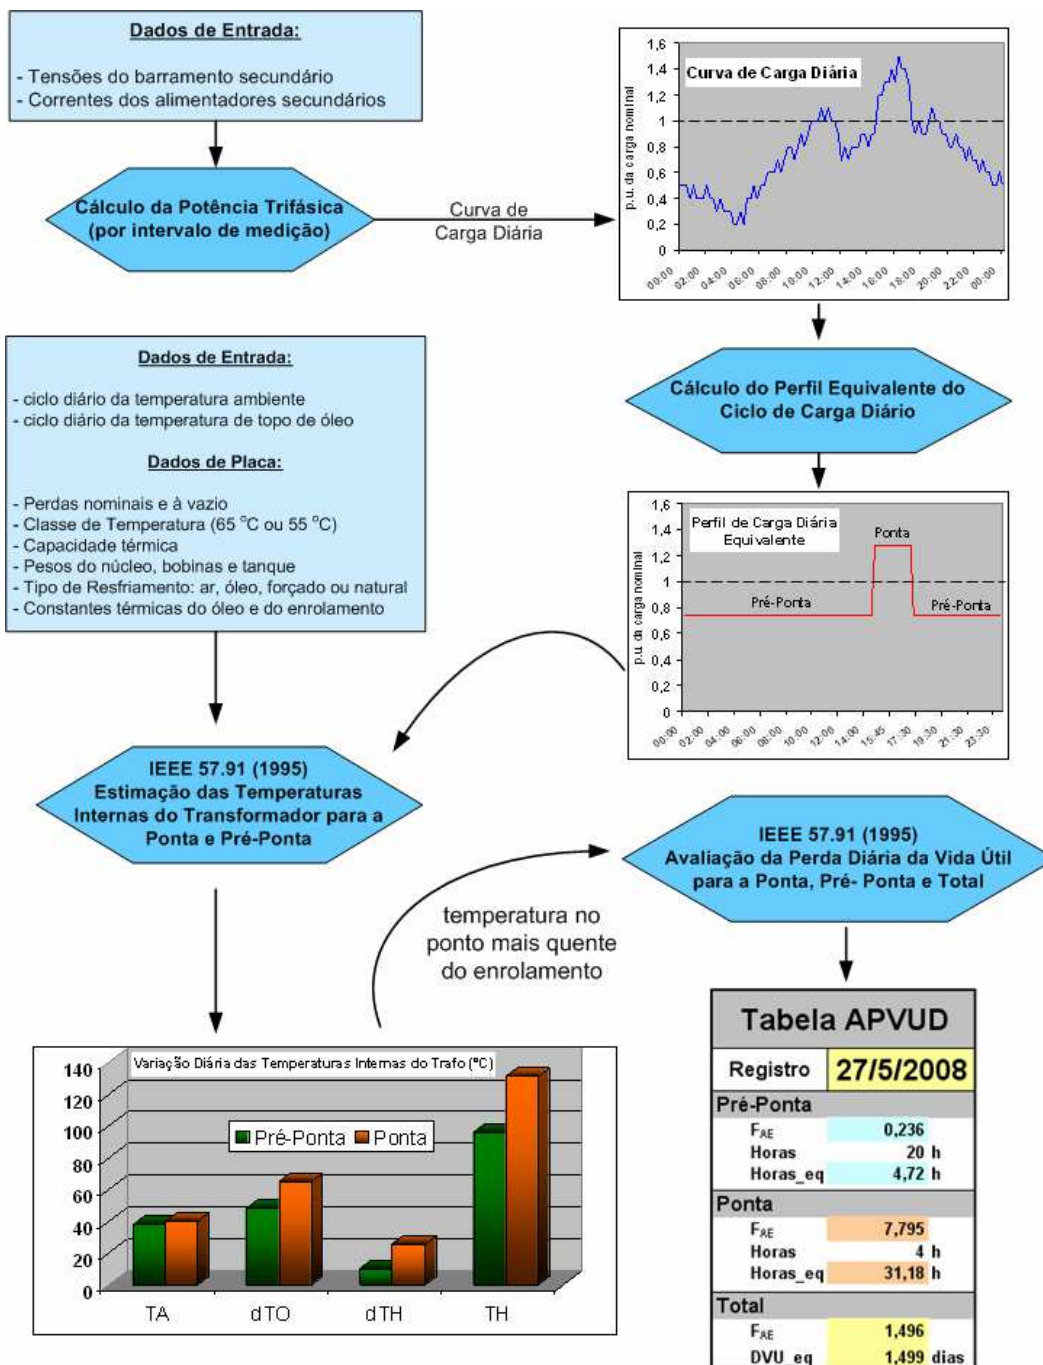 Dados de Entrada:
- Tensões do barramento secundário
- Correntes dos alimentadores secundários
Cálculo da Potência Trifásica
(por intervalo de medição)
Curva de
Carga Diária
Curva de Carga Diária
p.u. da carga nominal
1,6
1,4
1,2
1
0,8
0,6
0,4
0,2
0
00:00
02:00
04:00
06:00
08:00
10:00
12:00
14:00
16:00
18:00
20:00
22:00
00:00
Cálculo do Perfil Equivalente do
Ciclo de Carga Diário
Dados de Entrada:
- ciclo diário da temperatura ambiente
- ciclo diário da temperatura de topo de óleo
Dados de Placa:
- Perdas nominais e à vazio
- Classe de Temperatura (65 °C ou 55 °C)
- Capacidade térmica
- Pesos do núcleo, bobinas e tanque
- Tipo de Resfriamento: ar, óleo, forçado ou natural
- Constantes térmicas do óleo e do enrolamento
Perfil de Carga Diária
Equivalente
Ponta
Pré-Ponta
Pré-Ponta
p.u. da carga nominal
1,6
1,4
1,2
1
0,8
0,6
0,4
0,2
0
00:00
02:00
04:00
06:00
08:00
10:00
12:00
14:00
15:45
17:30
19:30
21:30
23:30
IEEE 57.91 (1995)
Estimação das Temperaturas
Internas do Transformador para a
Ponta e Pré-Ponta
IEEE 57.91 (1995)
Avaliação da Perda Diária da Vida Útil
para a Ponta, Pré- Ponta e Total
temperatura no
ponto mais quente
do enrolamento
Variação Diária das Temperaturas Internas do Trafo (ºC)
140
120
100
80
60
40
20
0
Pré-Ponta Ponta
TA dTO dTH TH
Tabela APVUD
Registro 27/5/2008
Pré-Ponta
FAE 0,236
Horas 20 h
Horas_eq 4,72 h
Ponta
FAE 7,795
Horas 4 h
Horas_eq 31,18 h
Total
FAE 1,496
DVU_eq 1,499 dias